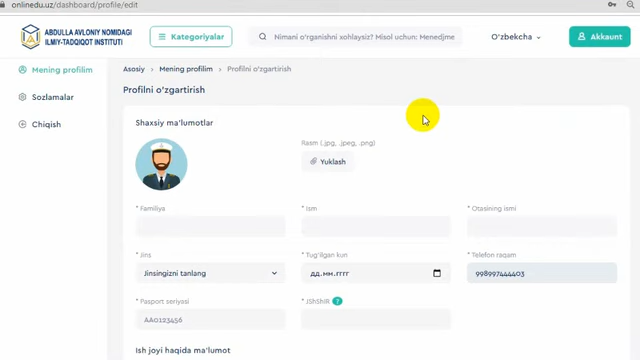 onlinedu.uz/dashboard/profile/edit
ABDULLA AVLONIY NOMIDAGI
ILMIY-TADQIQOT INSTITUTI
Kategoriyalar
Nimani o'rganishni xohlaysiz? Misol uchun: Menedjme
O'zbekcha
Akkaunt
Mening profilim
Sozlamalar
Chiqish
Asosiy > Mening profilim > Profilni o'zgartirish
Profilni o'zgartirish
Shaxsiy ma'lumotlar
Rasm (.jpg, .jpeg, .png)
Yuklash
* Familiya
* Ism
* Otasining ismi
* Jins
* Tug'ilgan kun
* Telefon raqam
Jinsingizni tanlang
дд.мм.гггг
998997444403
* Pasport seriyasi
* JShShIR ?
AA0123456
Ish joyi haqida ma'lumot